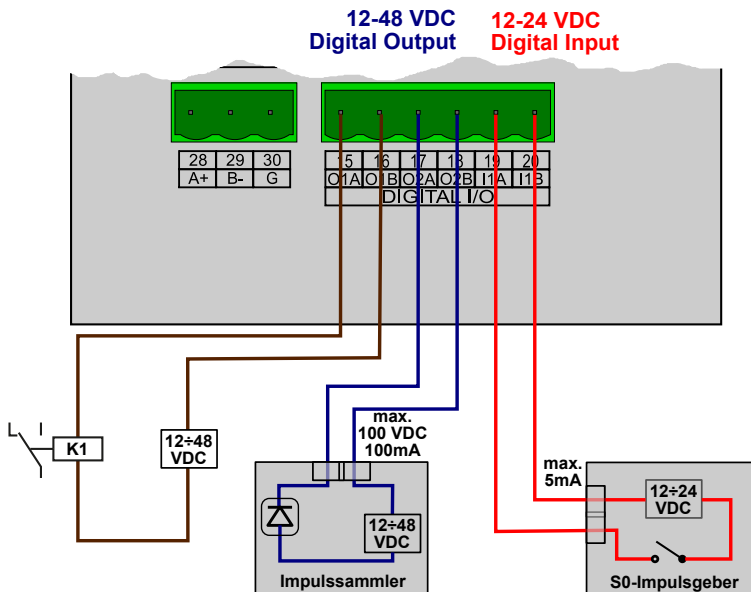 12-48 VDC
Digital Output
12-24 VDC
Digital Input
28 29 30
A+ B- G
15 16 17 18 19 20
O1A O1B O2A O2B I1A I1B
DIGITAL I/O
K1
12÷48
VDC
max.
100 VDC
100mA
12÷48
VDC
Impulssammler
max.
5mA
12÷24
VDC
S0-Impulsgeber